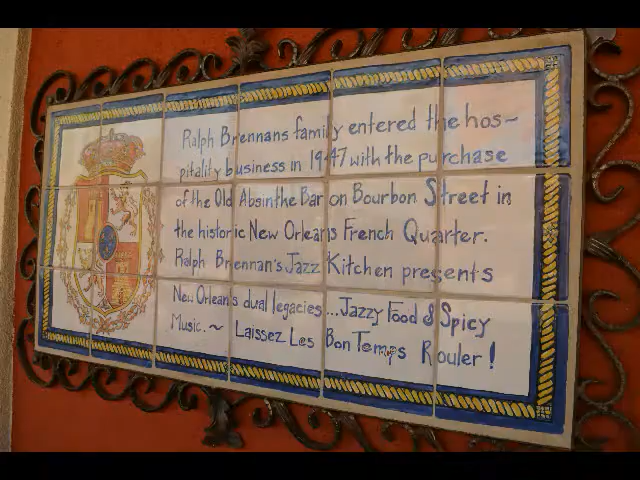 Ralph Brennans family entered the hos-
pitality business in 1947 with the purchase
of the Old Absinthe Bar on Bourbon Street in
the historic New Orleans French Quarter.
Ralph Brennan's Jazz Kitchen presents
New Orleans dual legacies...Jazzy Food & Spicy
Music. ~ Laissez Les Bon Temps Rouler!